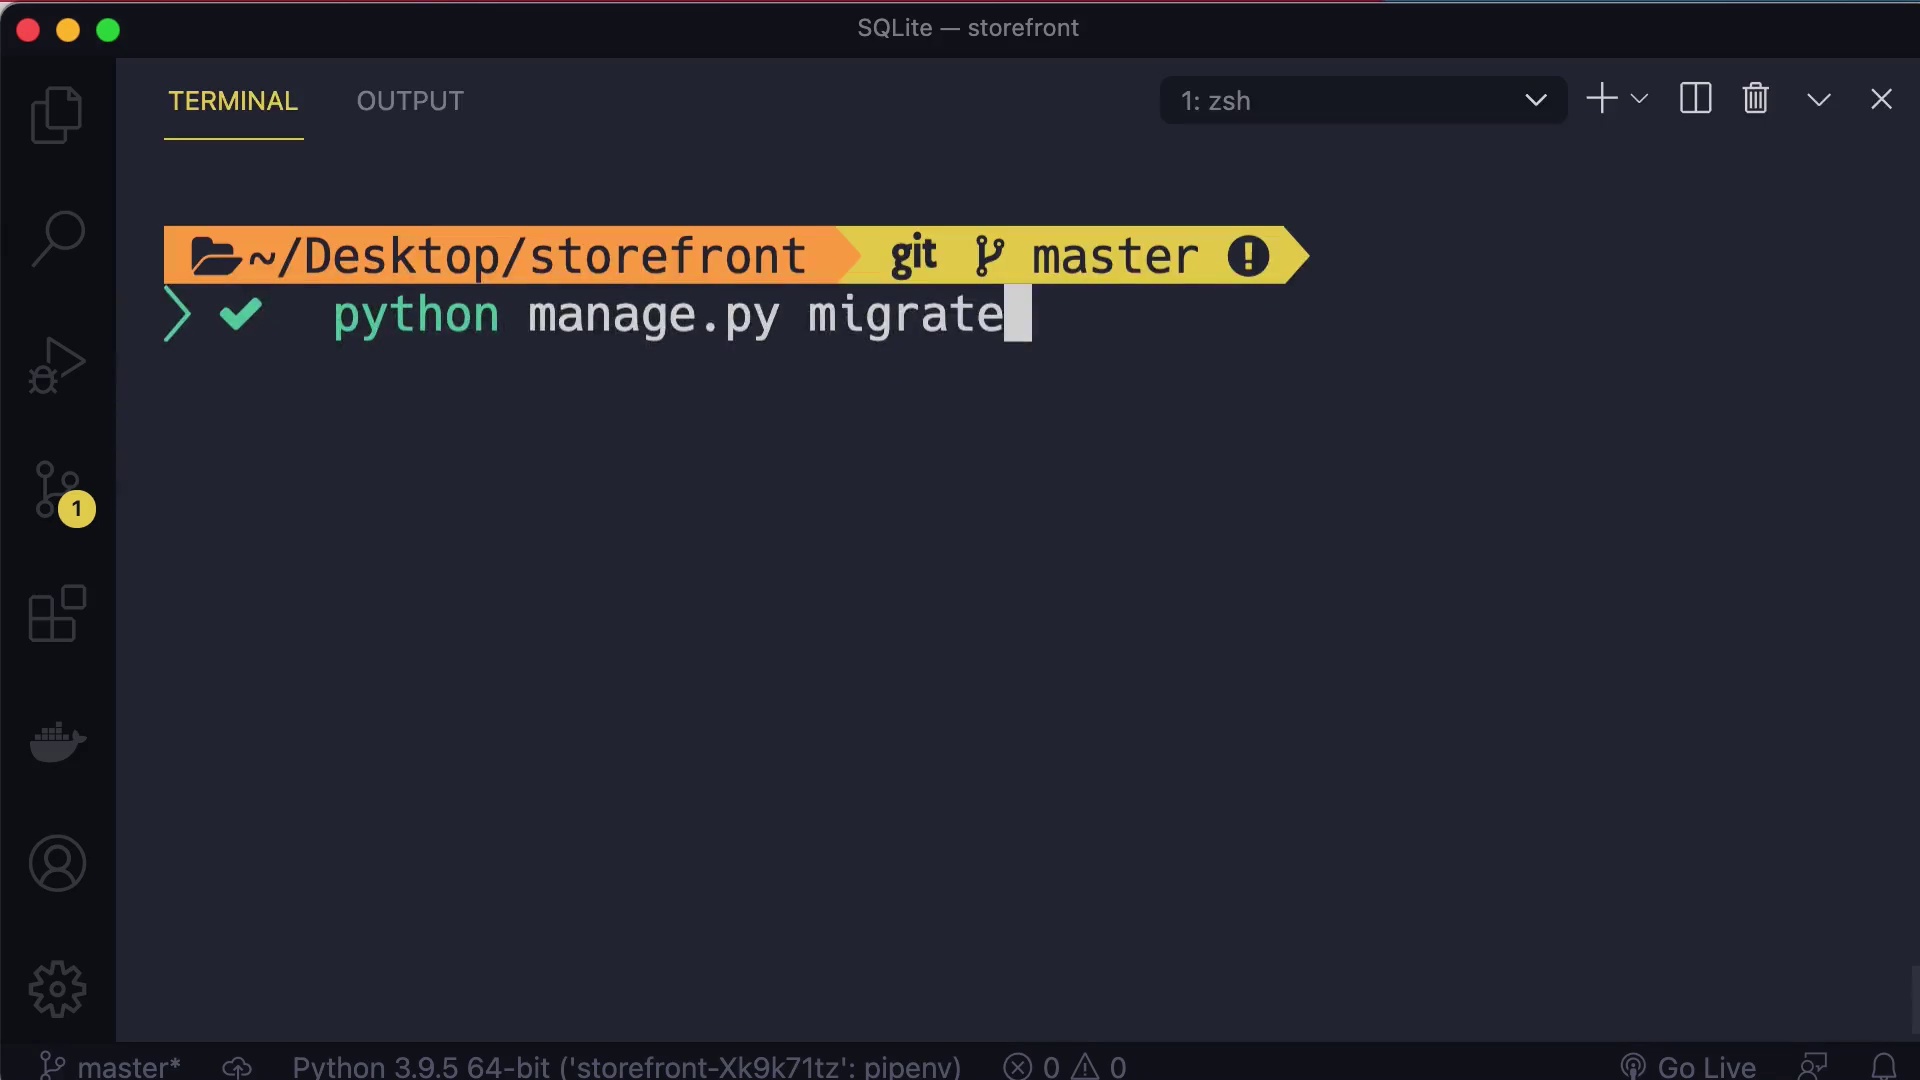 SQLite — storefront
TERMINAL OUTPUT 1: zsh
~/Desktop/storefront git master
python manage.py migrate
1
master* Python 3.9.5 64-bit ('storefront-Xk9k71tz': pipenv) 0 0 Go Live